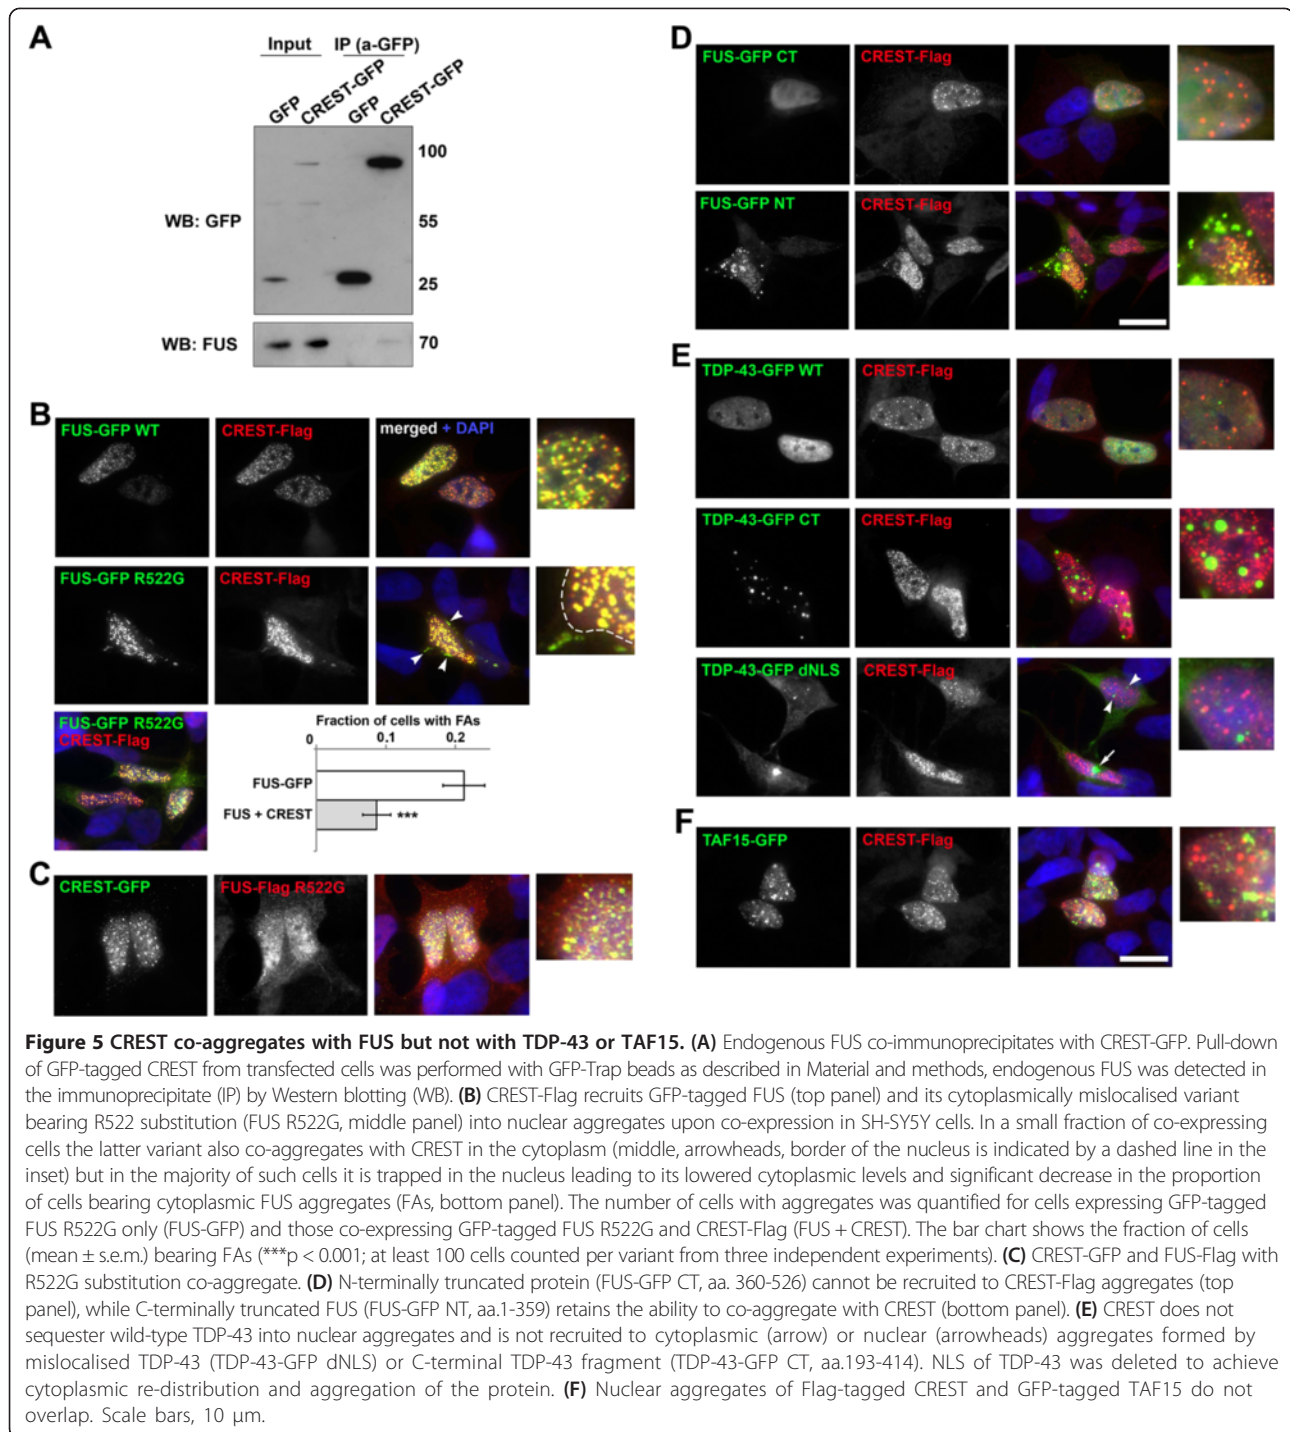 A
Input
IP (a-GFP)
GFP
CREST-GFP
GFP
CREST-GFP
100
WB: GFP
55
25
WB: FUS
70
B
FUS-GFP WT
CREST-Flag
merged + DAPI
FUS-GFP R522G
CREST-Flag
FUS-GFP R522G
CREST-Flag
Fraction of cells with FAs
0
0.1
0.2
FUS-GFP
FUS + CREST
***
C
CREST-GFP
FUS-Flag R522G
D
FUS-GFP CT
CREST-Flag
FUS-GFP NT
CREST-Flag
E
TDP-43-GFP WT
CREST-Flag
TDP-43-GFP CT
CREST-Flag
TDP-43-GFP dNLS
CREST-Flag
F
TAF15-GFP
CREST-Flag
Figure 5 CREST co-aggregates with FUS but not with TDP-43 or TAF15. (A) Endogenous FUS co-immunoprecipitates with CREST-GFP. Pull-down
of GFP-tagged CREST from transfected cells was performed with GFP-Trap beads as described in Material and methods, endogenous FUS was detected in
the immunoprecipitate (IP) by Western blotting (WB). (B) CREST-Flag recruits GFP-tagged FUS (top panel) and its cytoplasmically mislocalised variant
bearing R522 substitution (FUS R522G, middle panel) into nuclear aggregates upon co-expression in SH-SY5Y cells. In a small fraction of co-expressing
cells the latter variant also co-aggregates with CREST in the cytoplasm (middle, arrowheads, border of the nucleus is indicated by a dashed line in the
inset) but in the majority of such cells it is trapped in the nucleus leading to its lowered cytoplasmic levels and significant decrease in the proportion
of cells bearing cytoplasmic FUS aggregates (FAs, bottom panel). The number of cells with aggregates was quantified for cells expressing GFP-tagged
FUS R522G only (FUS-GFP) and those co-expressing GFP-tagged FUS R522G and CREST-Flag (FUS + CREST). The bar chart shows the fraction of cells
(mean ± s.e.m.) bearing FAs (***p < 0.001; at least 100 cells counted per variant from three independent experiments). (C) CREST-GFP and FUS-Flag with
R522G substitution co-aggregate. (D) N-terminally truncated protein (FUS-GFP CT, aa. 360-526) cannot be recruited to CREST-Flag aggregates (top
panel), while C-terminally truncated FUS (FUS-GFP NT, aa.1-359) retains the ability to co-aggregate with CREST (bottom panel). (E) CREST does not
sequester wild-type TDP-43 into nuclear aggregates and is not recruited to cytoplasmic (arrow) or nuclear (arrowheads) aggregates formed by
mislocalised TDP-43 (TDP-43-GFP dNLS) or C-terminal TDP-43 fragment (TDP-43-GFP CT, aa.193-414). NLS of TDP-43 was deleted to achieve
cytoplasmic re-distribution and aggregation of the protein. (F) Nuclear aggregates of Flag-tagged CREST and GFP-tagged TAF15 do not
overlap. Scale bars, 10 μm.